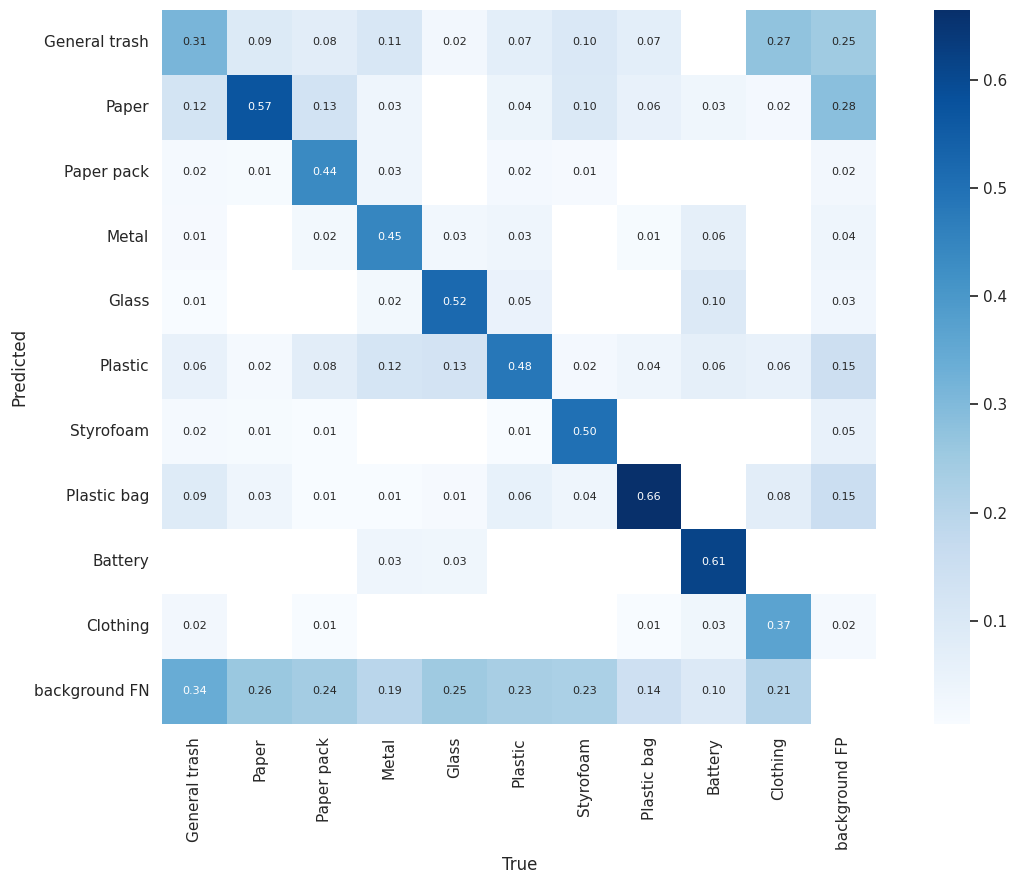 General trash 0.31 0.09 0.08 0.11 0.02 0.07 0.10 0.07 0.27 0.25
Paper 0.12 0.57 0.13 0.03 0.04 0.10 0.06 0.03 0.02 0.28
Paper pack 0.02 0.01 0.44 0.03 0.02 0.01 0.02
Metal 0.01 0.02 0.45 0.03 0.03 0.01 0.06 0.04
Glass 0.01 0.02 0.52 0.05 0.10 0.03
Plastic 0.06 0.02 0.08 0.12 0.13 0.48 0.02 0.04 0.06 0.06 0.15
Styrofoam 0.02 0.01 0.01 0.01 0.50 0.05
Plastic bag 0.09 0.03 0.01 0.01 0.01 0.06 0.04 0.66 0.08 0.15
Battery 0.03 0.03 0.61
Clothing 0.02 0.01 0.01 0.03 0.37 0.02
background FN 0.34 0.26 0.24 0.19 0.25 0.23 0.23 0.14 0.10 0.21
Predicted
General trash
Paper
Paper pack
Metal
Glass
Plastic
Styrofoam
Plastic bag
Battery
Clothing
background FP
True
0.6
0.5
0.4
0.3
0.2
0.1